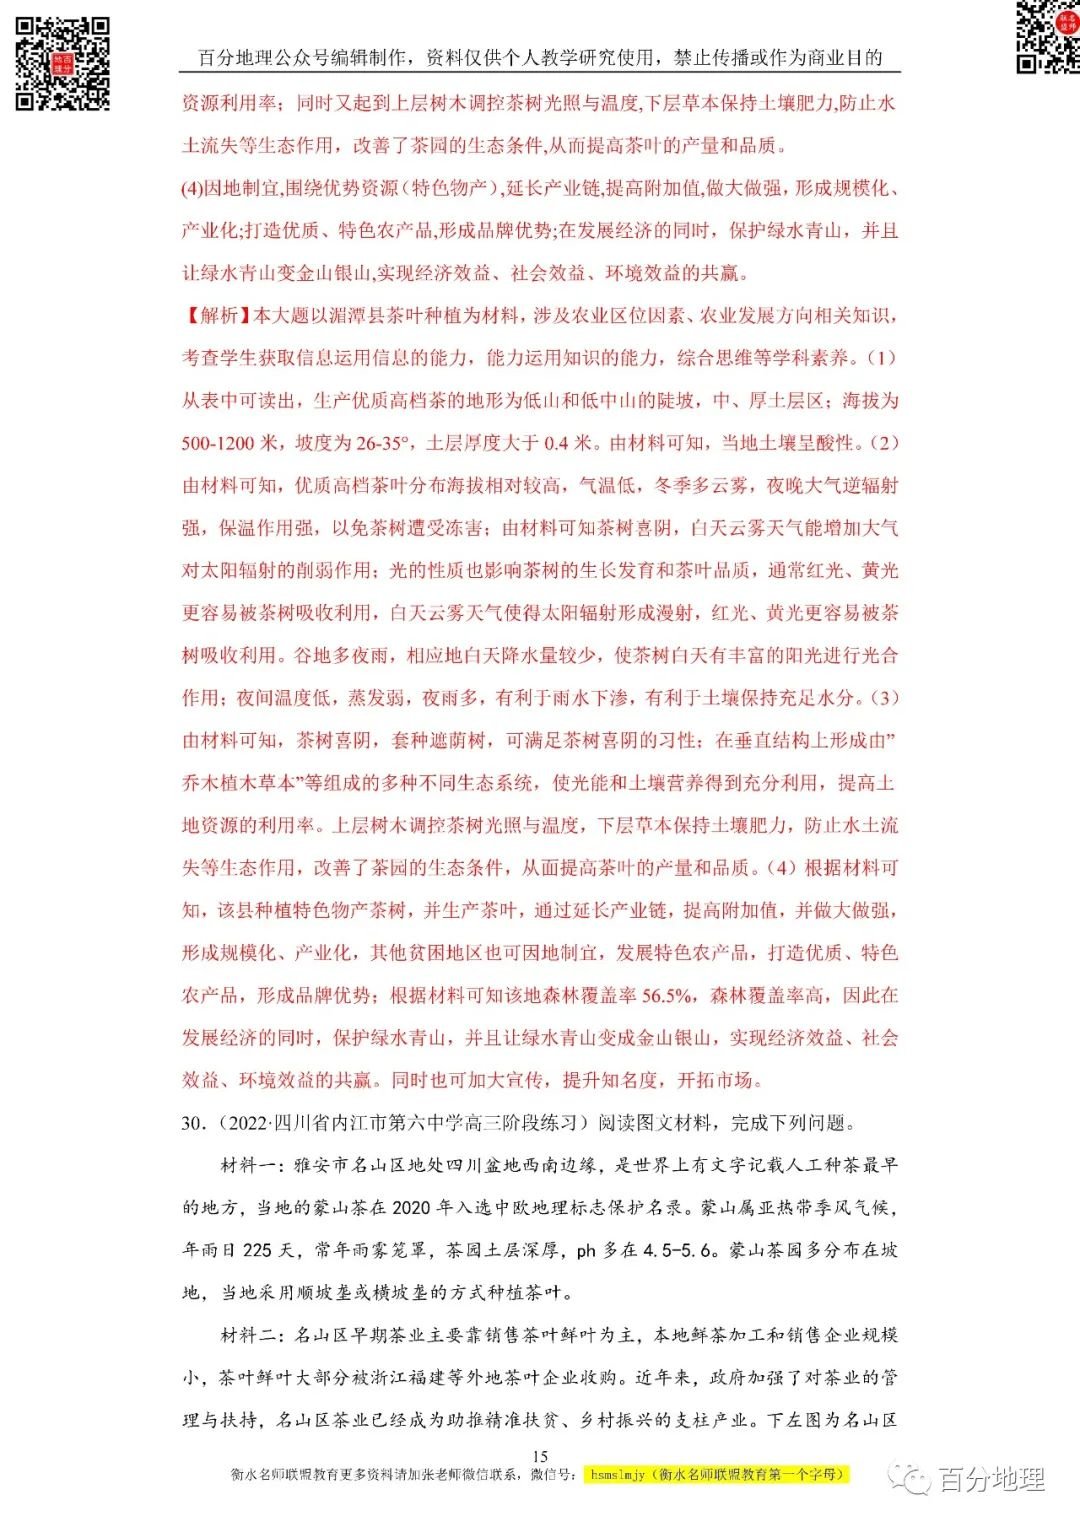 百分地理公众号编辑制作，资料仅供个人教学研究使用，禁止传播或作为商业目的
资源利用率；同时又起到上层树木调控茶树光照与温度,下层草本保持土壤肥力,防止水
土流失等生态作用，改善了茶园的生态条件,从而提高茶叶的产量和品质。
(4)因地制宜,围绕优势资源（特色物产）,延长产业链,提高附加值,做大做强，形成规模化、
产业化;打造优质、特色农产品,形成品牌优势;在发展经济的同时，保护绿水青山，并且
让绿水青山变金山银山,实现经济效益、社会效益、环境效益的共赢。
【解析】本大题以湄潭县茶叶种植为材料，涉及农业区位因素、农业发展方向相关知识，
考查学生获取信息运用信息的能力，能力运用知识的能力，综合思维等学科素养。（1）
从表中可读出，生产优质高档茶的地形为低山和低中山的陡坡，中、厚土层区；海拔为
500-1200 米，坡度为 26-35°，土层厚度大于 0.4 米。由材料可知，当地土壤呈酸性。（2）
由材料可知，优质高档茶叶分布海拔相对较高，气温低，冬季多云雾，夜晚大气逆辐射
强，保温作用强，以免茶树遭受冻害；由材料可知茶树喜阴，白天云雾天气能增加大气
对太阳辐射的削弱作用；光的性质也影响茶树的生长发育和茶叶品质，通常红光、黄光
更容易被茶树吸收利用，白天云雾天气使得太阳辐射形成漫射，红光、黄光更容易被茶
树吸收利用。谷地多夜雨，相应地白天降水量较少，使茶树白天有丰富的阳光进行光合
作用；夜间温度低，蒸发弱，夜雨多，有利于雨水下渗，有利于土壤保持充足水分。（3）
由材料可知，茶树喜阴，套种遮荫树，可满足茶树喜阴的习性；在垂直结构上形成由”
乔木植木草本”等组成的多种不同生态系统，使光能和土壤营养得到充分利用，提高土
地资源的利用率。上层树木调控茶树光照与温度，下层草本保持土壤肥力，防止水土流
失等生态作用，改善了茶园的生态条件，从而提高茶叶的产量和品质。（4）根据材料可
知，该县种植特色物产茶树，并生产茶叶，通过延长产业链，提高附加值，并做大做强，
形成规模化、产业化，其他贫困地区也可因地制宜，发展特色农产品，打造优质、特色
农产品，形成品牌优势；根据材料可知该地森林覆盖率 56.5%，森林覆盖率高，因此在
发展经济的同时，保护绿水青山，并且让绿水青山变成金山银山，实现经济效益、社会
效益、环境效益的共赢。同时也可加大宣传，提升知名度，开拓市场。
30.（2022·四川省内江市第六中学高三阶段练习）阅读图文材料，完成下列问题。
材料一：雅安市名山区地处四川盆地西南边缘，是世界上有文字记载人工种茶最早
的地方，当地的蒙山茶在 2020 年入选中欧地理标志保护名录。蒙山属亚热带季风气候，
年雨日 225 天，常年雨雾笼罩，茶园土层深厚，ph 多在 4.5-5.6。蒙山茶园多分布在坡
地，当地采用顺坡垄或横坡垄的方式种植茶叶。
材料二：名山区早期茶业主要靠销售茶叶鲜叶为主，本地鲜茶加工和销售企业规模
小，茶叶鲜叶大部分被浙江福建等外地茶叶企业收购。近年来，政府加强了对茶业的管
理与扶持，名山区茶业已经成为助推精准扶贫、乡村振兴的支柱产业。下左图为名山区
15
衡水名师联盟教育更多资料请加张老师微信联系，微信号： hsmslmjy（衡水名师联盟教育第一个字母）
百分地理